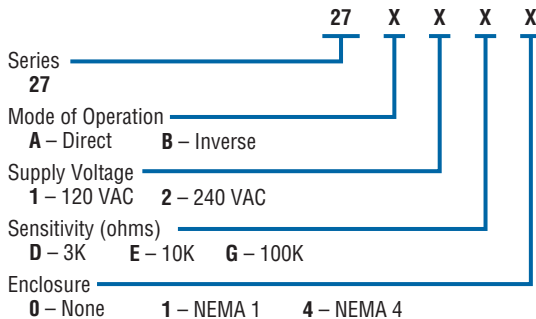 27 X X X X
Series
27
Mode of Operation
A – Direct B – Inverse
Supply Voltage
1 – 120 VAC 2 – 240 VAC
Sensitivity (ohms)
D – 3K E – 10K G – 100K
Enclosure
0 – None 1 – NEMA 1 4 – NEMA 4